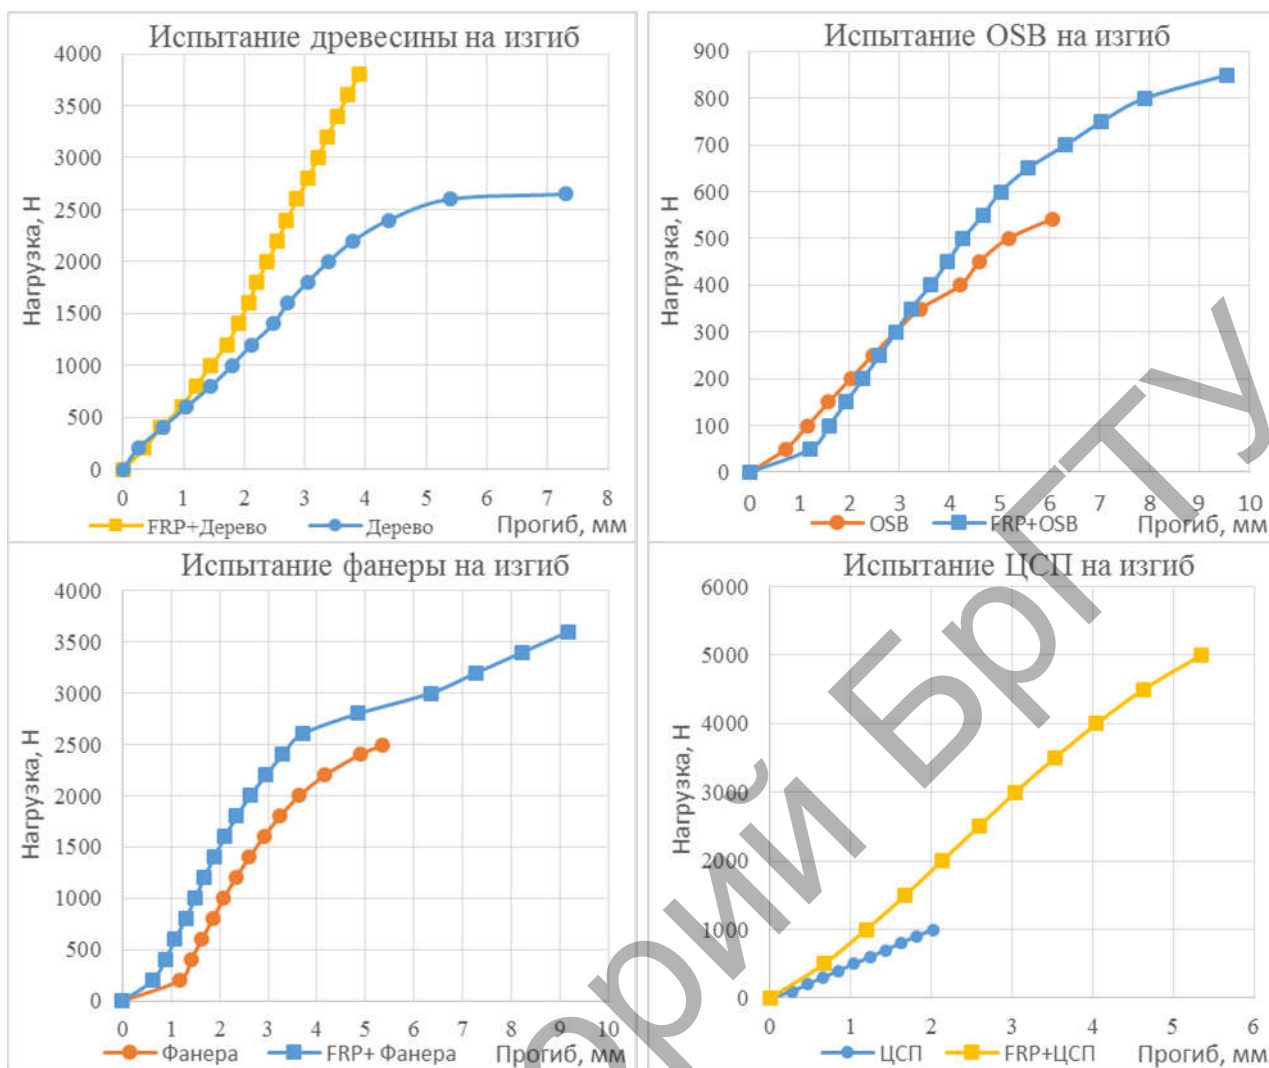 Испытание древесины на изгиб
4000
3500
3000
2500
2000
1500
1000
500
0
Нагрузка, Н
0 1 2 3 4 5 6 7 8
FRP+Дерево Дерево Прогиб, мм
Испытание OSB на изгиб
900
800
700
600
500
400
300
200
100
0
Нагрузка, Н
0 1 2 3 4 5 6 7 8 9 10
OSB FRP+OSB Прогиб, мм
Испытание фанеры на изгиб
4000
3500
3000
2500
2000
1500
1000
500
0
Нагрузка, Н
0 1 2 3 4 5 6 7 8 9 10
Фанера FRP+ Фанера Прогиб, мм
Испытание ЦСП на изгиб
6000
5000
4000
3000
2000
1000
0
Нагрузка, Н
0 1 2 3 4 5 6
ЦСП FRP+ЦСП Прогиб, мм
орий БрГТУ